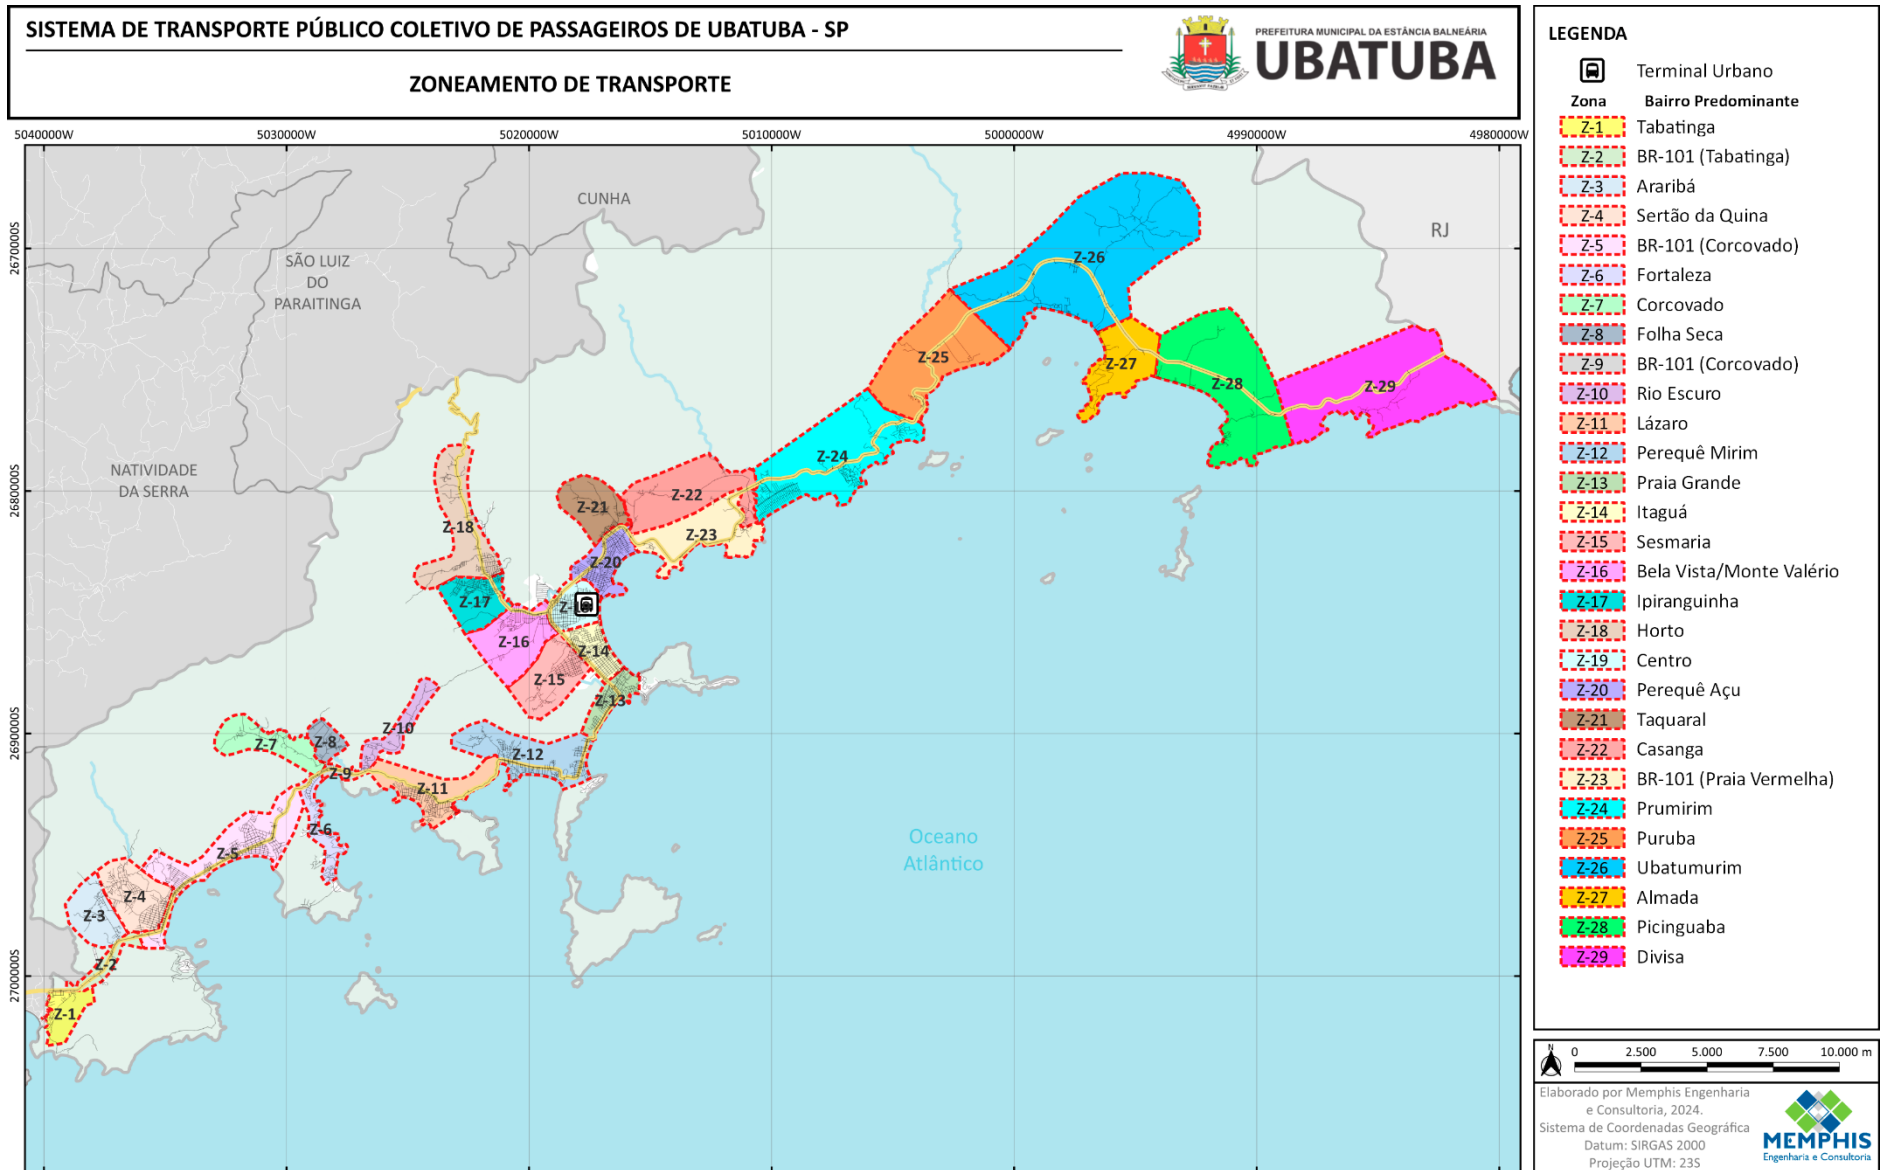 SISTEMA DE TRANSPORTE PÚBLICO COLETIVO DE PASSAGEIROS DE UBATUBA - SP
ZONEAMENTO DE TRANSPORTE
PREFEITURA MUNICIPAL DA ESTÂNCIA BALNEÁRIA
UBATUBA
5040000W 5030000W 5020000W 5010000W 5000000W 4990000W 4980000W
2670000S
2680000S
2690000S
2700000S
CUNHA
RJ
SÃO LUIZ
DO
PARAITINGA
NATIVIDADE
DA SERRA
Z-26
Z-25
Z-27
Z-28
Z-29
Z-24
Z-22
Z-21
Z-23
Z-18
Z-20
Z-17
Z-16
Z-14
Z-15
Z-13
Z-10
Z-7
Z-8
Z-12
Z-9
Z-11
Z-6
Z-5
Z-4
Z-3
Z-2
Z-1
Oceano
Atlântico
LEGENDA
Terminal Urbano
Zona Bairro Predominante
Z-1 Tabatinga
Z-2 BR-101 (Tabatinga)
Z-3 Araribá
Z-4 Sertão da Quina
Z-5 BR-101 (Corcovado)
Z-6 Fortaleza
Z-7 Corcovado
Z-8 Folha Seca
Z-9 BR-101 (Corcovado)
Z-10 Rio Escuro
Z-11 Lázaro
Z-12 Perequê Mirim
Z-13 Praia Grande
Z-14 Itaguá
Z-15 Sesmaria
Z-16 Bela Vista/Monte Valério
Z-17 Ipiranguinha
Z-18 Horto
Z-19 Centro
Z-20 Perequê Açu
Z-21 Taquaral
Z-22 Casanga
Z-23 BR-101 (Praia Vermelha)
Z-24 Prumirim
Z-25 Puruba
Z-26 Ubatumurim
Z-27 Almada
Z-28 Picinguaba
Z-29 Divisa
N
0 2.500 5.000 7.500 10.000 m
Elaborado por Memphis Engenharia
e Consultoria, 2024.
Sistema de Coordenadas Geográfica
Datum: SIRGAS 2000
Projeção UTM: 23S
MEMPHIS
Engenharia e Consultoria